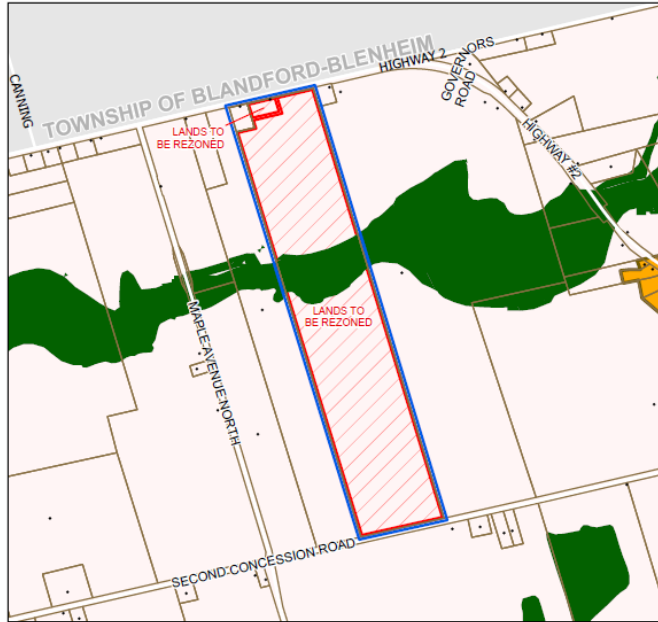 CANNING
TOWNSHIP OF BLANDFORD-BLENHEIM
HIGHWAY 2
GOVERNORS
ROAD
HIGHWAY #2
LANDS TO
BE REZONED
LANDS TO
BE REZONED
MAPLE AVENUE NORTH
SECOND CONCESSION ROAD